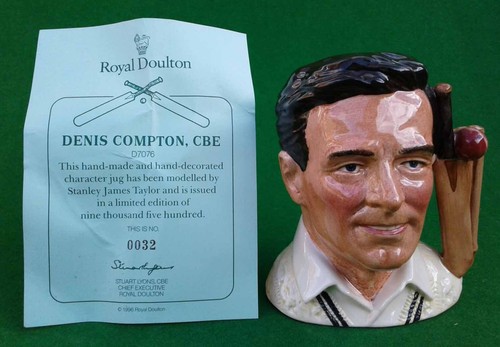 Royal Doulton
DENIS COMPTON, CBE
D7076
This hand-made and hand-decorated
character jug has been modelled by
Stanley James Taylor and is issued
in a limited edition of
nine thousand five hundred.
THIS IS NO.
0032
STUART LYONS, CBE
CHIEF EXECUTIVE
ROYAL DOULTON
© 1996 Royal Doulton